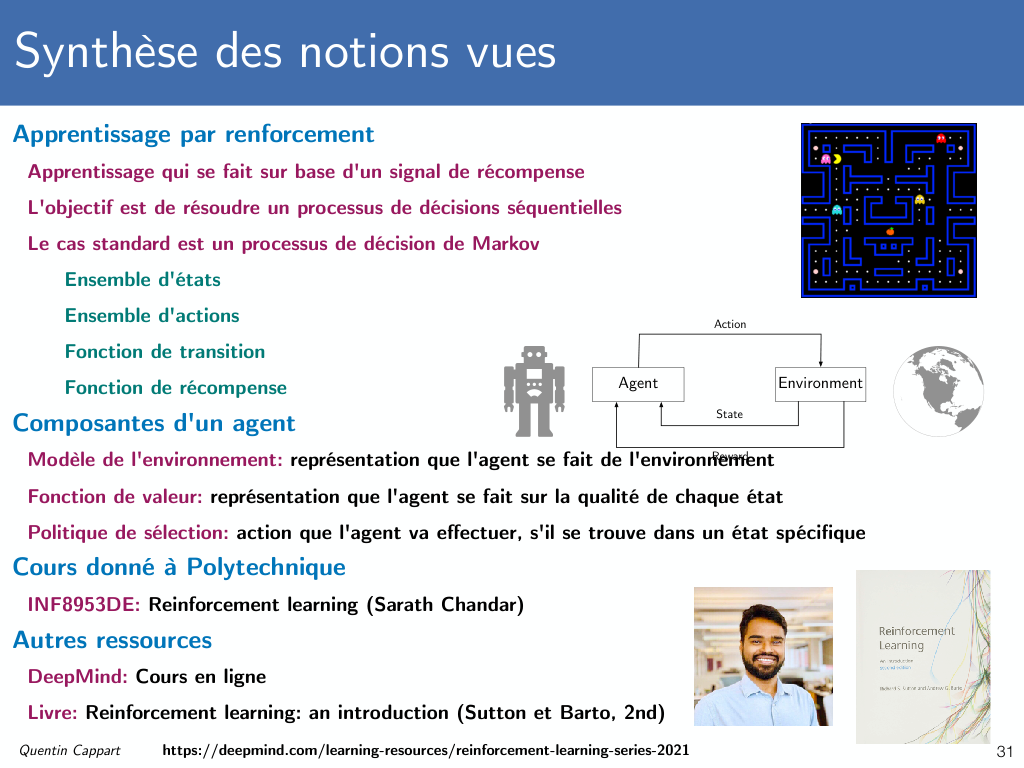 Synthèse des notions vues
Apprentissage par renforcement
Apprentissage qui se fait sur base d'un signal de récompense
L'objectif est de résoudre un processus de décisions séquentielles
Le cas standard est un processus de décision de Markov
Ensemble d'états
Ensemble d'actions
Fonction de transition
Fonction de récompense
Action
Agent
Environment
State
Reward
Composantes d'un agent
Modèle de l'environnement: représentation que l'agent se fait de l'environnement
Fonction de valeur: représentation que l'agent se fait sur la qualité de chaque état
Politique de sélection: action que l'agent va effectuer, s'il se trouve dans un état spécifique
Cours donné à Polytechnique
INF8953DE: Reinforcement learning (Sarath Chandar)
Autres ressources
DeepMind: Cours en ligne
Livre: Reinforcement learning: an introduction (Sutton et Barto, 2nd)
Reinforcement
Learning
An Introduction
second edition
Richard S. Sutton and Andrew G. Barto
Quentin Cappart
https://deepmind.com/learning-resources/reinforcement-learning-series-2021
31